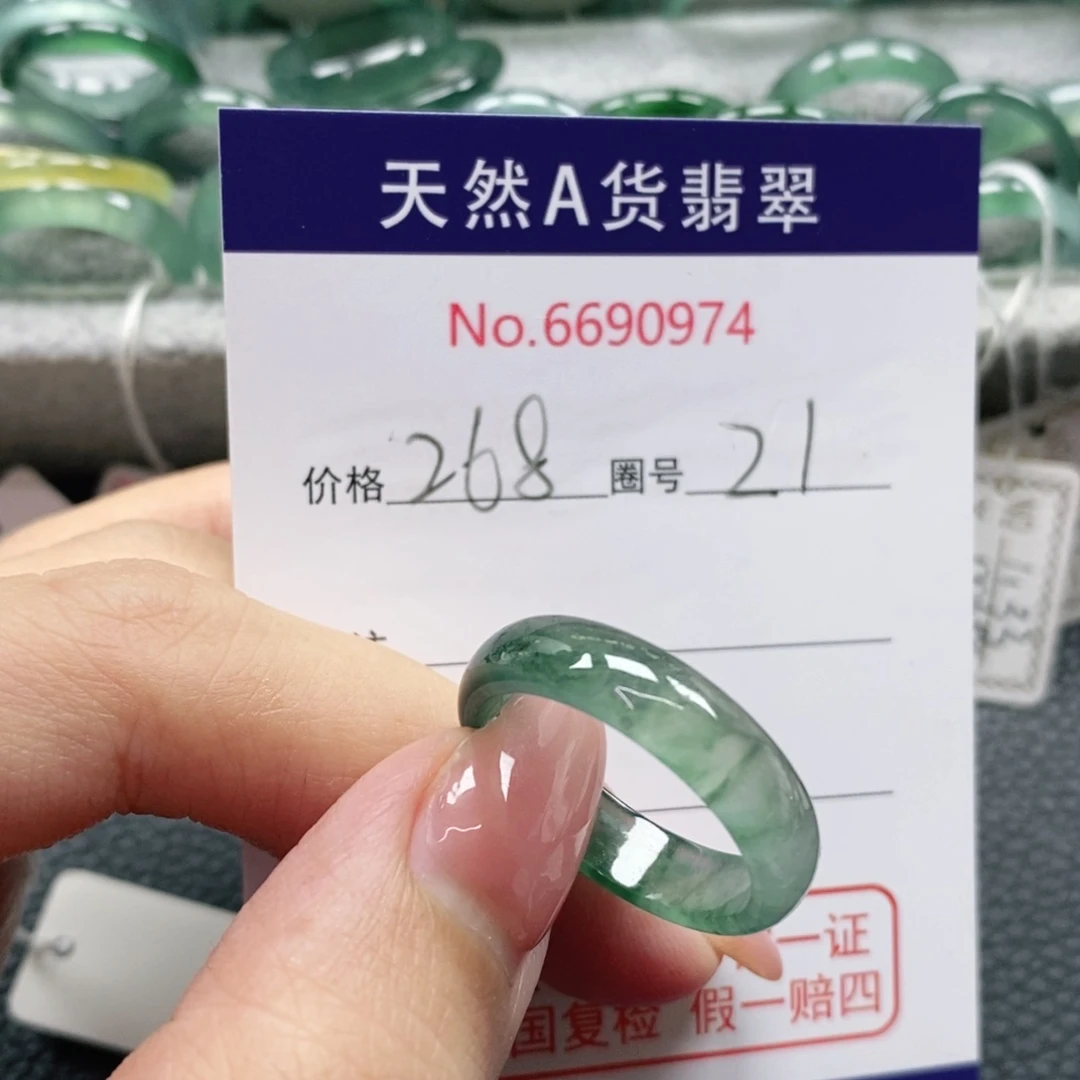 天然A货翡翠
No.6690974
价格 268 圈号 21
一证
国复检 假一赔四